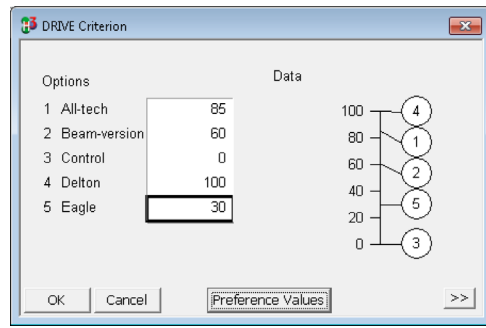 DRIVE Criterion
Options
Data
1 All-tech 85
2 Beam-version 60
3 Control 0
4 Delton 100
5 Eagle 30
100 4
80 1
60 2
40 5
20
0 3
OK Cancel Preference Values >>